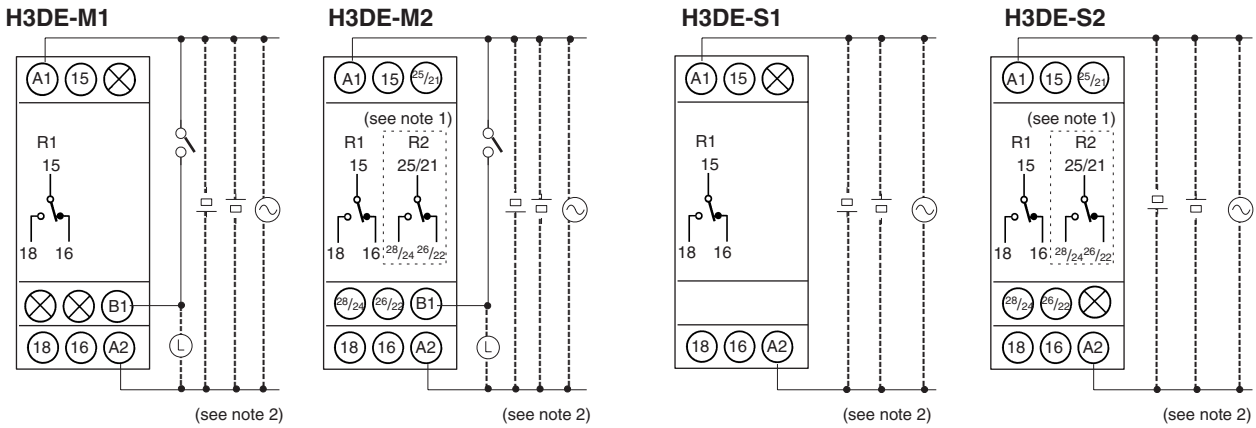 H3DE-M1
A1 15
R1
15
18 16
B1
18 16 A2
L
(see note 2)
H3DE-M2
A1 15 25/21
(see note 1)
R1 R2
15 25/21
18 16 28/24 26/22
28/24 26/22 B1
18 16 A2
L
(see note 2)
H3DE-S1
A1 15
R1
15
18 16
18 16 A2
(see note 2)
H3DE-S2
A1 15 25/21
(see note 1)
R1 R2
15 25/21
18 16 28/24 26/22
28/24 26/22
18 16 A2
(see note 2)